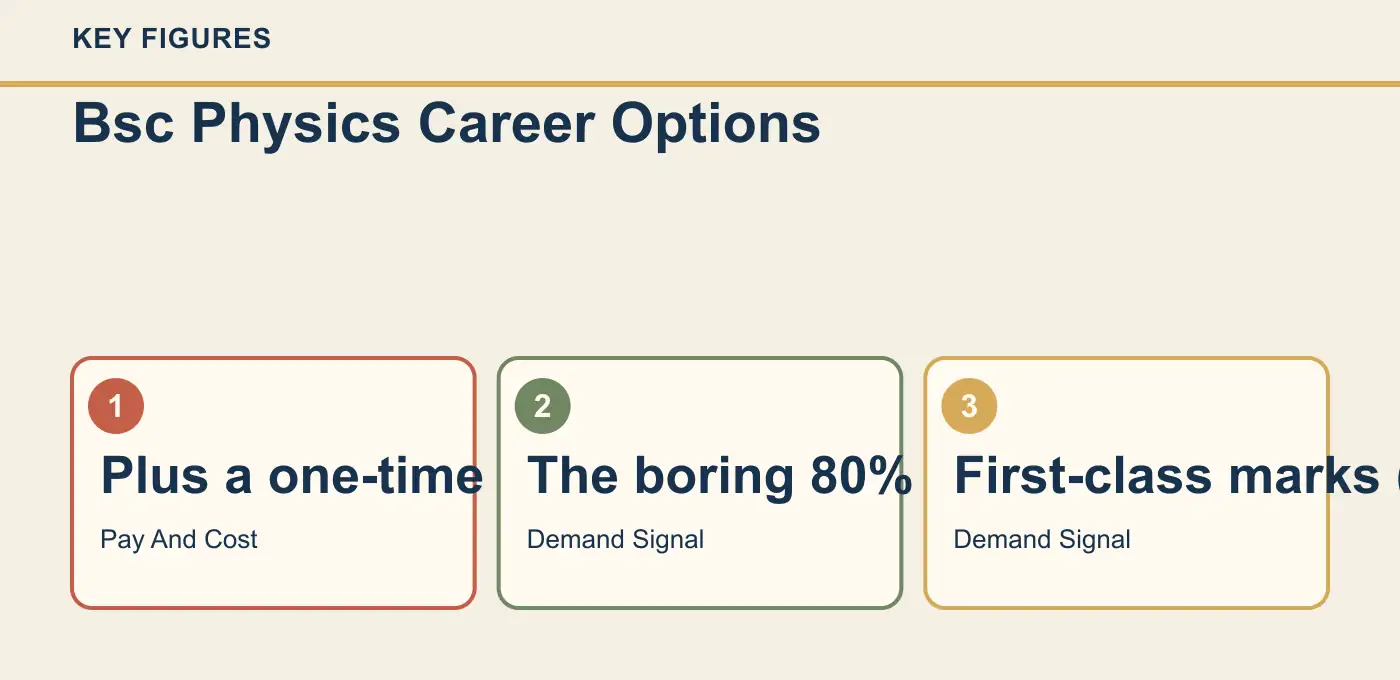 KEY FIGURES
Bsc Physics Career Options
1
Plus a one-time
Pay And Cost
2
The boring 80%
Demand Signal
3
First-class marks (
Demand Signal